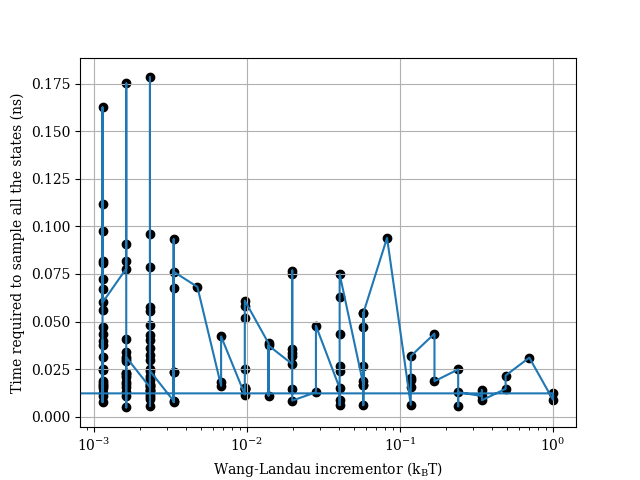 Time required to sample all the states (ns)
0.175
0.150
0.125
0.100
0.075
0.050
0.025
0.000
10⁻³ 10⁻² 10⁻¹ 10⁰
Wang-Landau incrementor (k_BT)